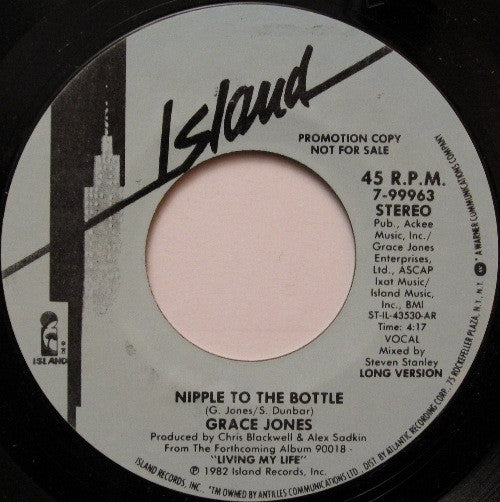 Island
PROMOTION COPY
NOT FOR SALE
45 R.P.M.
7-99963
STEREO
Pub., Ackee
Music, Inc./
Grace Jones
Enterprises,
Ltd., ASCAP
Ixat Music/
Island Music,
Inc., BMI
ST-IL-43530-AR
Time: 4:17
VOCAL
Mixed by
Steven Stanley
LONG VERSION
ISLAND
NIPPLE TO THE BOTTLE
(G. Jones/S. Dunbar)
GRACE JONES
Produced by Chris Blackwell & Alex Sadkin
From The Forthcoming Album 90018 -
"LIVING MY LIFE"
℗ 1982 Island Records, Inc.
ISLAND RECORDS, INC., N.Y. *TM OWNED BY ANTILLES COMMUNICATIONS CORP. DIST. BY ATLANTIC RECORDING CORP., 75 ROCKEFELLER PLAZA, N.Y., N.Y. * A WARNER COMMUNICATIONS COMPANY